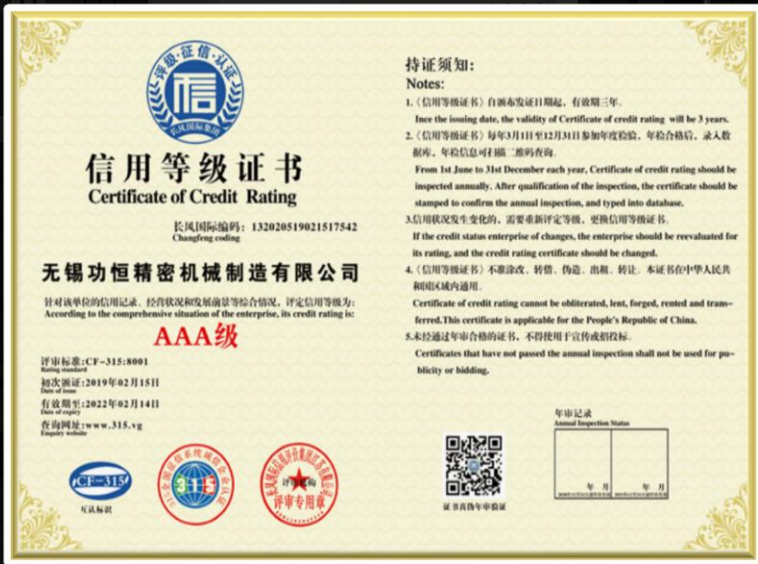 评级·征信·认证
信
长风国际集团
信用等级证书
Certificate of Credit Rating
长风国际编码：132020519021517542
Changfeng coding
无锡功恒精密机械制造有限公司
针对该单位的信用记录、经营状况和发展前景等综合情况，评定信用等级为：
According to the comprehensive situation of the enterprise, its credit rating is:
AAA级
评审标准:CF-315:8001
Rating standard
初次颁证:2019年02月15日
Date of issue
有效期至:2022年02月14日
Date of expiry
查询网址:www.315.vg
Enquiry website
CF-315
互认标识
315
评审机构
评审专用章
持证须知：
Notes:
1.《信用等级证书》自颁布发证日期起，有效期三年。
Ince the issuing date, the validity of Certificate of credit rating will be 3 years.
2.《信用等级证书》每年3月1日至12月31日参加年度检验，年检合格后，录入数
据库，年检信息可扫描二维码查询。
From 1st June to 31st December each year, Certificate of credit rating should be
inspected annually. After qualification of the inspection, the certificate should be
stamped to confirm the annual inspection, and typed into database.
3.信用状况发生变化的，需要重新评定等级，更换信用等级证书。
If the credit status enterprise of changes, the enterprise should be reevaluated for
its rating, and the credit rating certificate should be changed.
4.《信用等级证书》不准涂改、转借、伪造、出租、转让。本证书在中华人民共
和国区域内通用。
Certificate of credit rating cannot be obliterated, lent, forged, rented and trans-
ferred.This certificate is applicable for the People's Republic of China.
5.未经通过年审合格的证书，不得使用于宣传或招投标。
Certificates that have not passed the annual inspection shall not be used for pu-
blicity or bidding.
证书真伪年审验证
年审记录
Annual Inspection Status
年 月
年 月